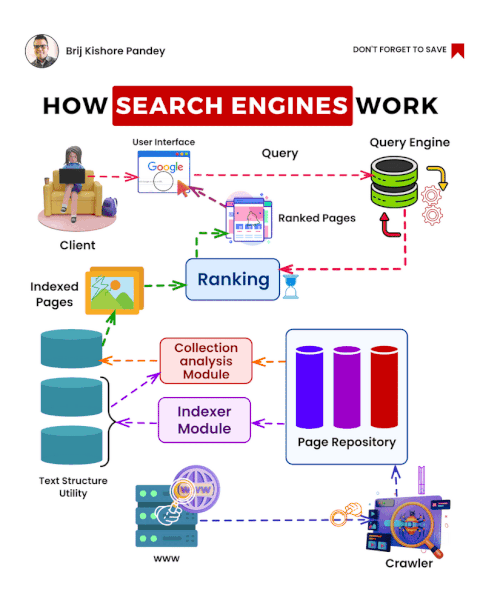 Brij Kishore Pandey
DON'T FORGET TO SAVE
HOW SEARCH ENGINES WORK
User Interface
Google
Query
Query Engine
Client
Ranked Pages
Indexed
Pages
Ranking
Collection
analysis
Module
Indexer
Module
Page Repository
Text Structure
Utility
www
www
Crawler